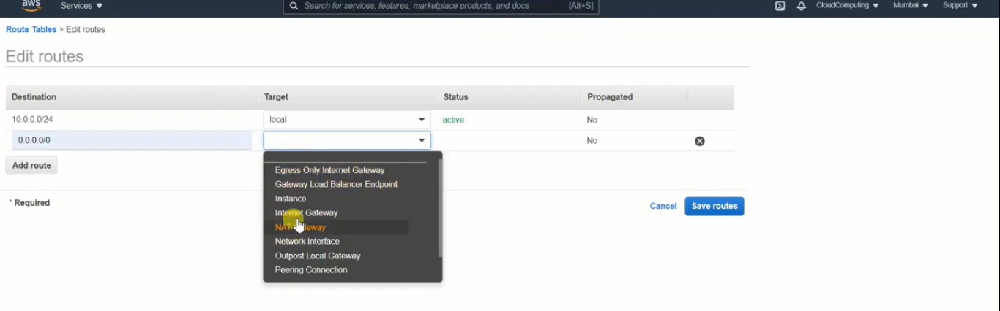 aws Services ▼ Search for services, features, marketplace products, and docs [Alt+S] CloudComputing ▼ Mumbai ▼ Support ▼
Route Tables > Edit routes
Edit routes
Destination Target Status Propagated
10.0.0.0/24 local active No
0.0.0.0/0 No
Add route
Egress Only Internet Gateway
Gateway Load Balancer Endpoint
Instance
Internet Gateway
NAT Gateway
Network Interface
Outpost Local Gateway
Peering Connection
* Required
Cancel Save routes